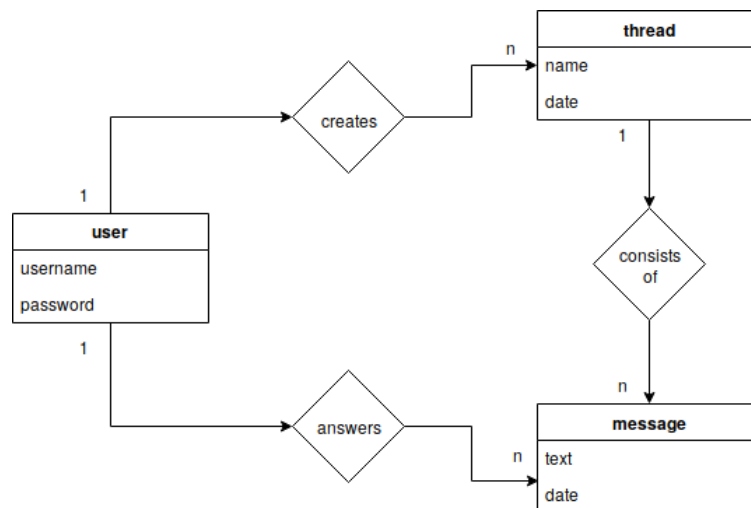 thread
n
name
date
creates
1
1
user
username
password
consists
of
1
n
message
answers
n
text
date